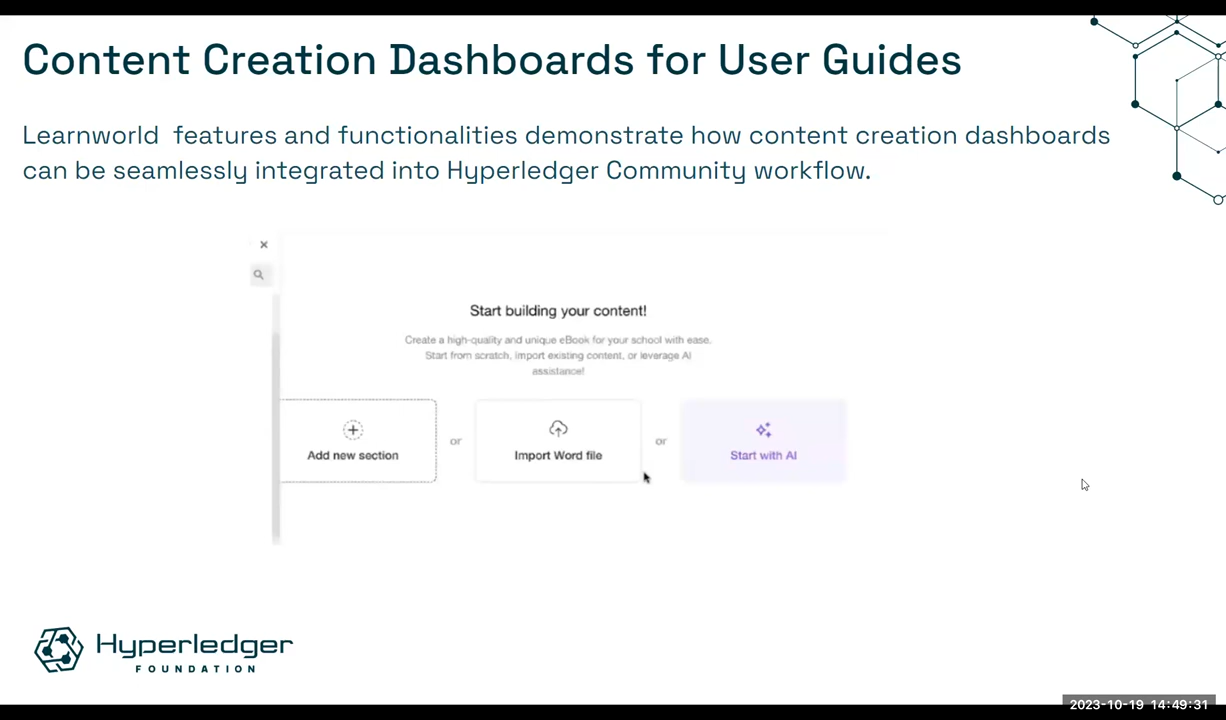 Content Creation Dashboards for User Guides
Learnworld features and functionalities demonstrate how content creation dashboards
can be seamlessly integrated into Hyperledger Community workflow.
Start building your content!
Create a high-quality and unique eBook for your school with ease.
Start from scratch, import existing content, or leverage AI
assistance!
Add new section
or
Import Word file
or
Start with AI
Hyperledger
FOUNDATION
2023-10-19 14:49:31